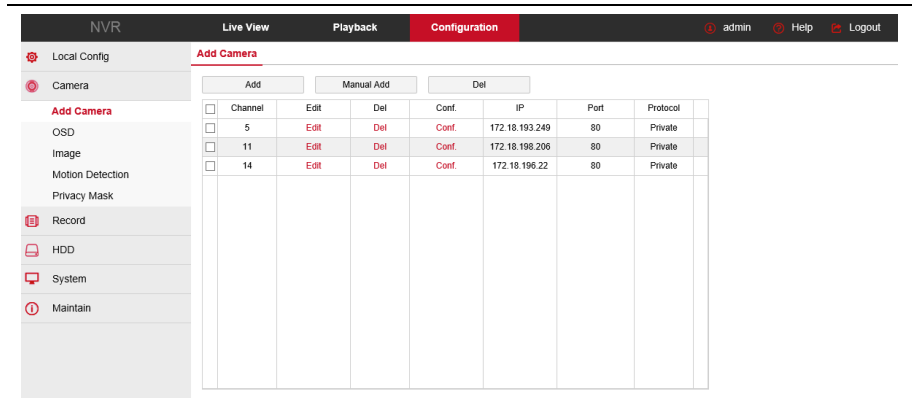 NVR Live View Playback Configuration admin Help Logout
Local Config
Camera
Add Camera
OSD
Image
Motion Detection
Privacy Mask
Record
HDD
System
Maintain
Add Camera
Add Manual Add Del
Channel Edit Del Conf. IP Port Protocol
5 Edit Del Conf. 172.18.193.249 80 Private
11 Edit Del Conf. 172.18.198.206 80 Private
14 Edit Del Conf. 172.18.196.22 80 Private